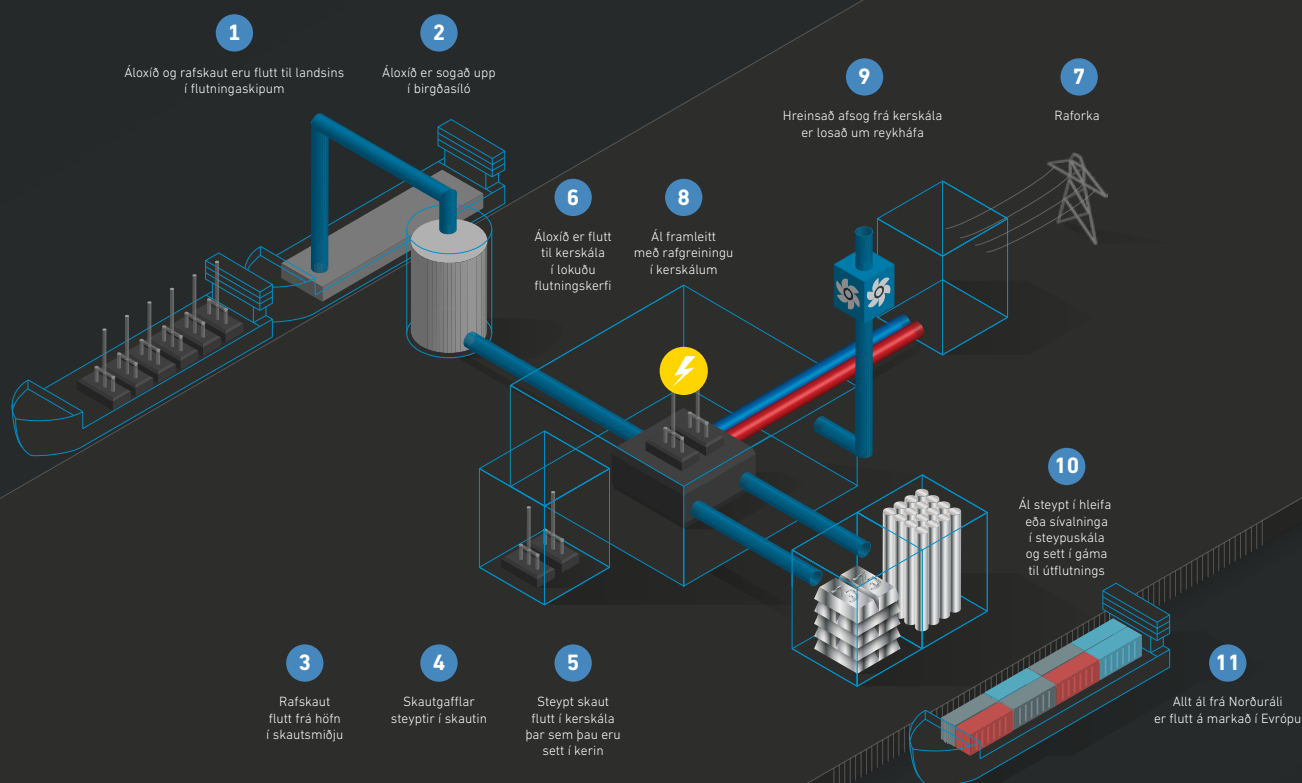 1
Áloxíð og rafskaut eru flutt til landsins
í flutningaskipum
2
Áloxíð er sogað upp
í birgðasíló
9
Hreinsað afsog frá kerskála
er losað um reykháfa
7
Raforka
6
Áloxíð er flutt
til kerskála
í lokuðu
flutningskerfi
8
Ál framleitt
með rafgreiningu
í kerskálum
10
Ál steypt í hleifa
eða sívalninga
í steypuskála
og sett í gáma
til útflutnings
3
Rafskaut
flutt frá höfn
í skautsmiðju
4
Skautgafflar
steyptir í skautin
5
Steypt skaut
flutt í kerskála
þar sem þau eru
sett í kerin
11
Allt ál frá Norðuráli
er flutt á markað í Evrópu